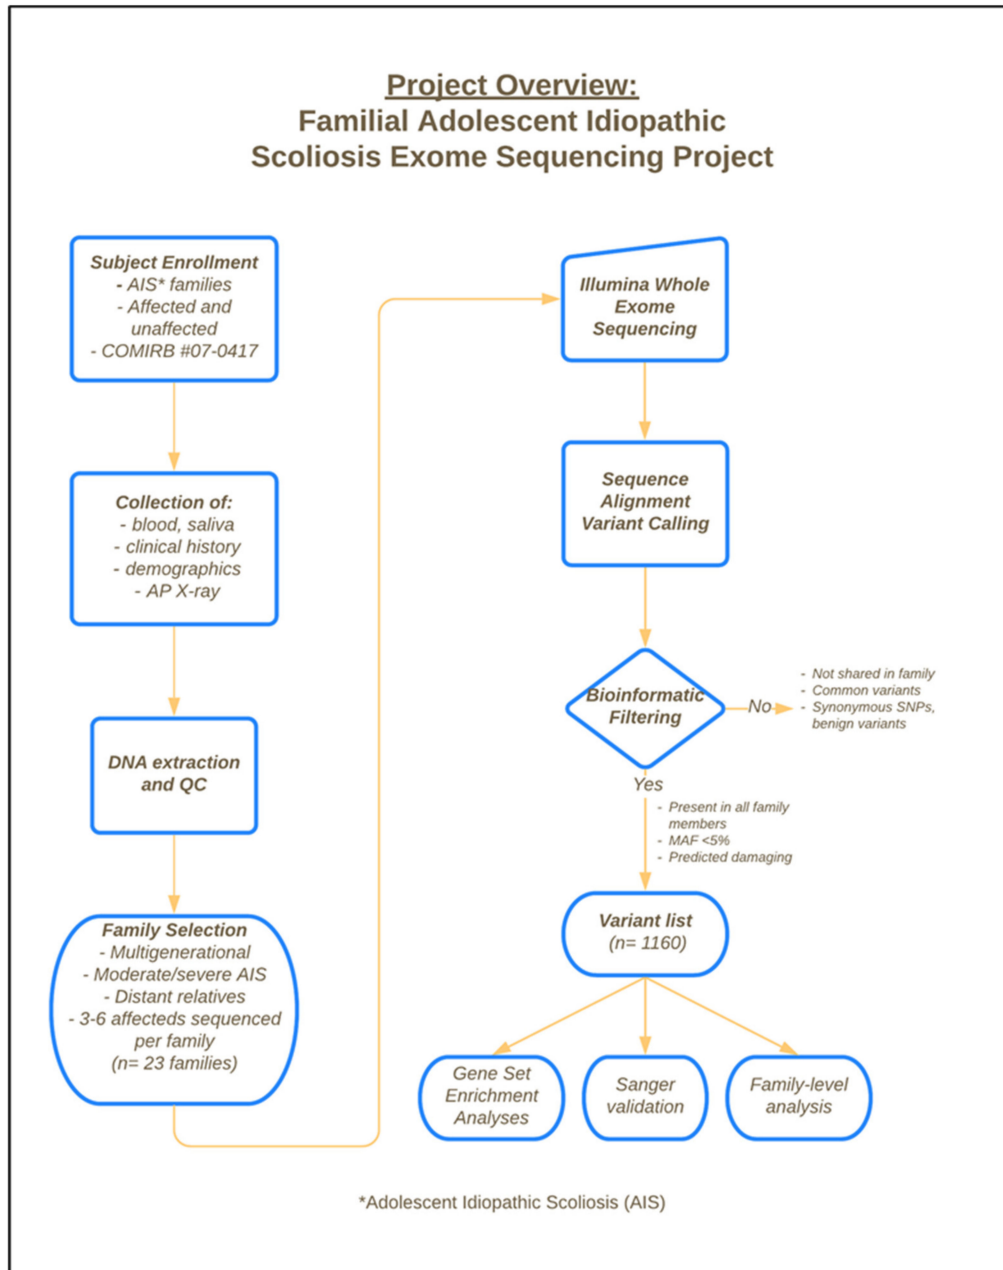 Project Overview:
Familial Adolescent Idiopathic
Scoliosis Exome Sequencing Project
Subject Enrollment
- AIS* families
- Affected and
unaffected
- COMIRB #07-0417
Collection of:
- blood, saliva
- clinical history
- demographics
- AP X-ray
DNA extraction
and QC
Family Selection
- Multigenerational
- Moderate/severe AIS
- Distant relatives
- 3-6 affecteds sequenced
per family
(n= 23 families)
Illumina Whole
Exome
Sequencing
Sequence
Alignment
Variant Calling
Bioinformatic
Filtering
No
- Not shared in family
- Common variants
- Synonymous SNPs,
benign variants
Yes
- Present in all family
members
- MAF <5%
- Predicted damaging
Variant list
(n= 1160)
Gene Set
Enrichment
Analyses
Sanger
validation
Family-level
analysis
*Adolescent Idiopathic Scoliosis (AIS)